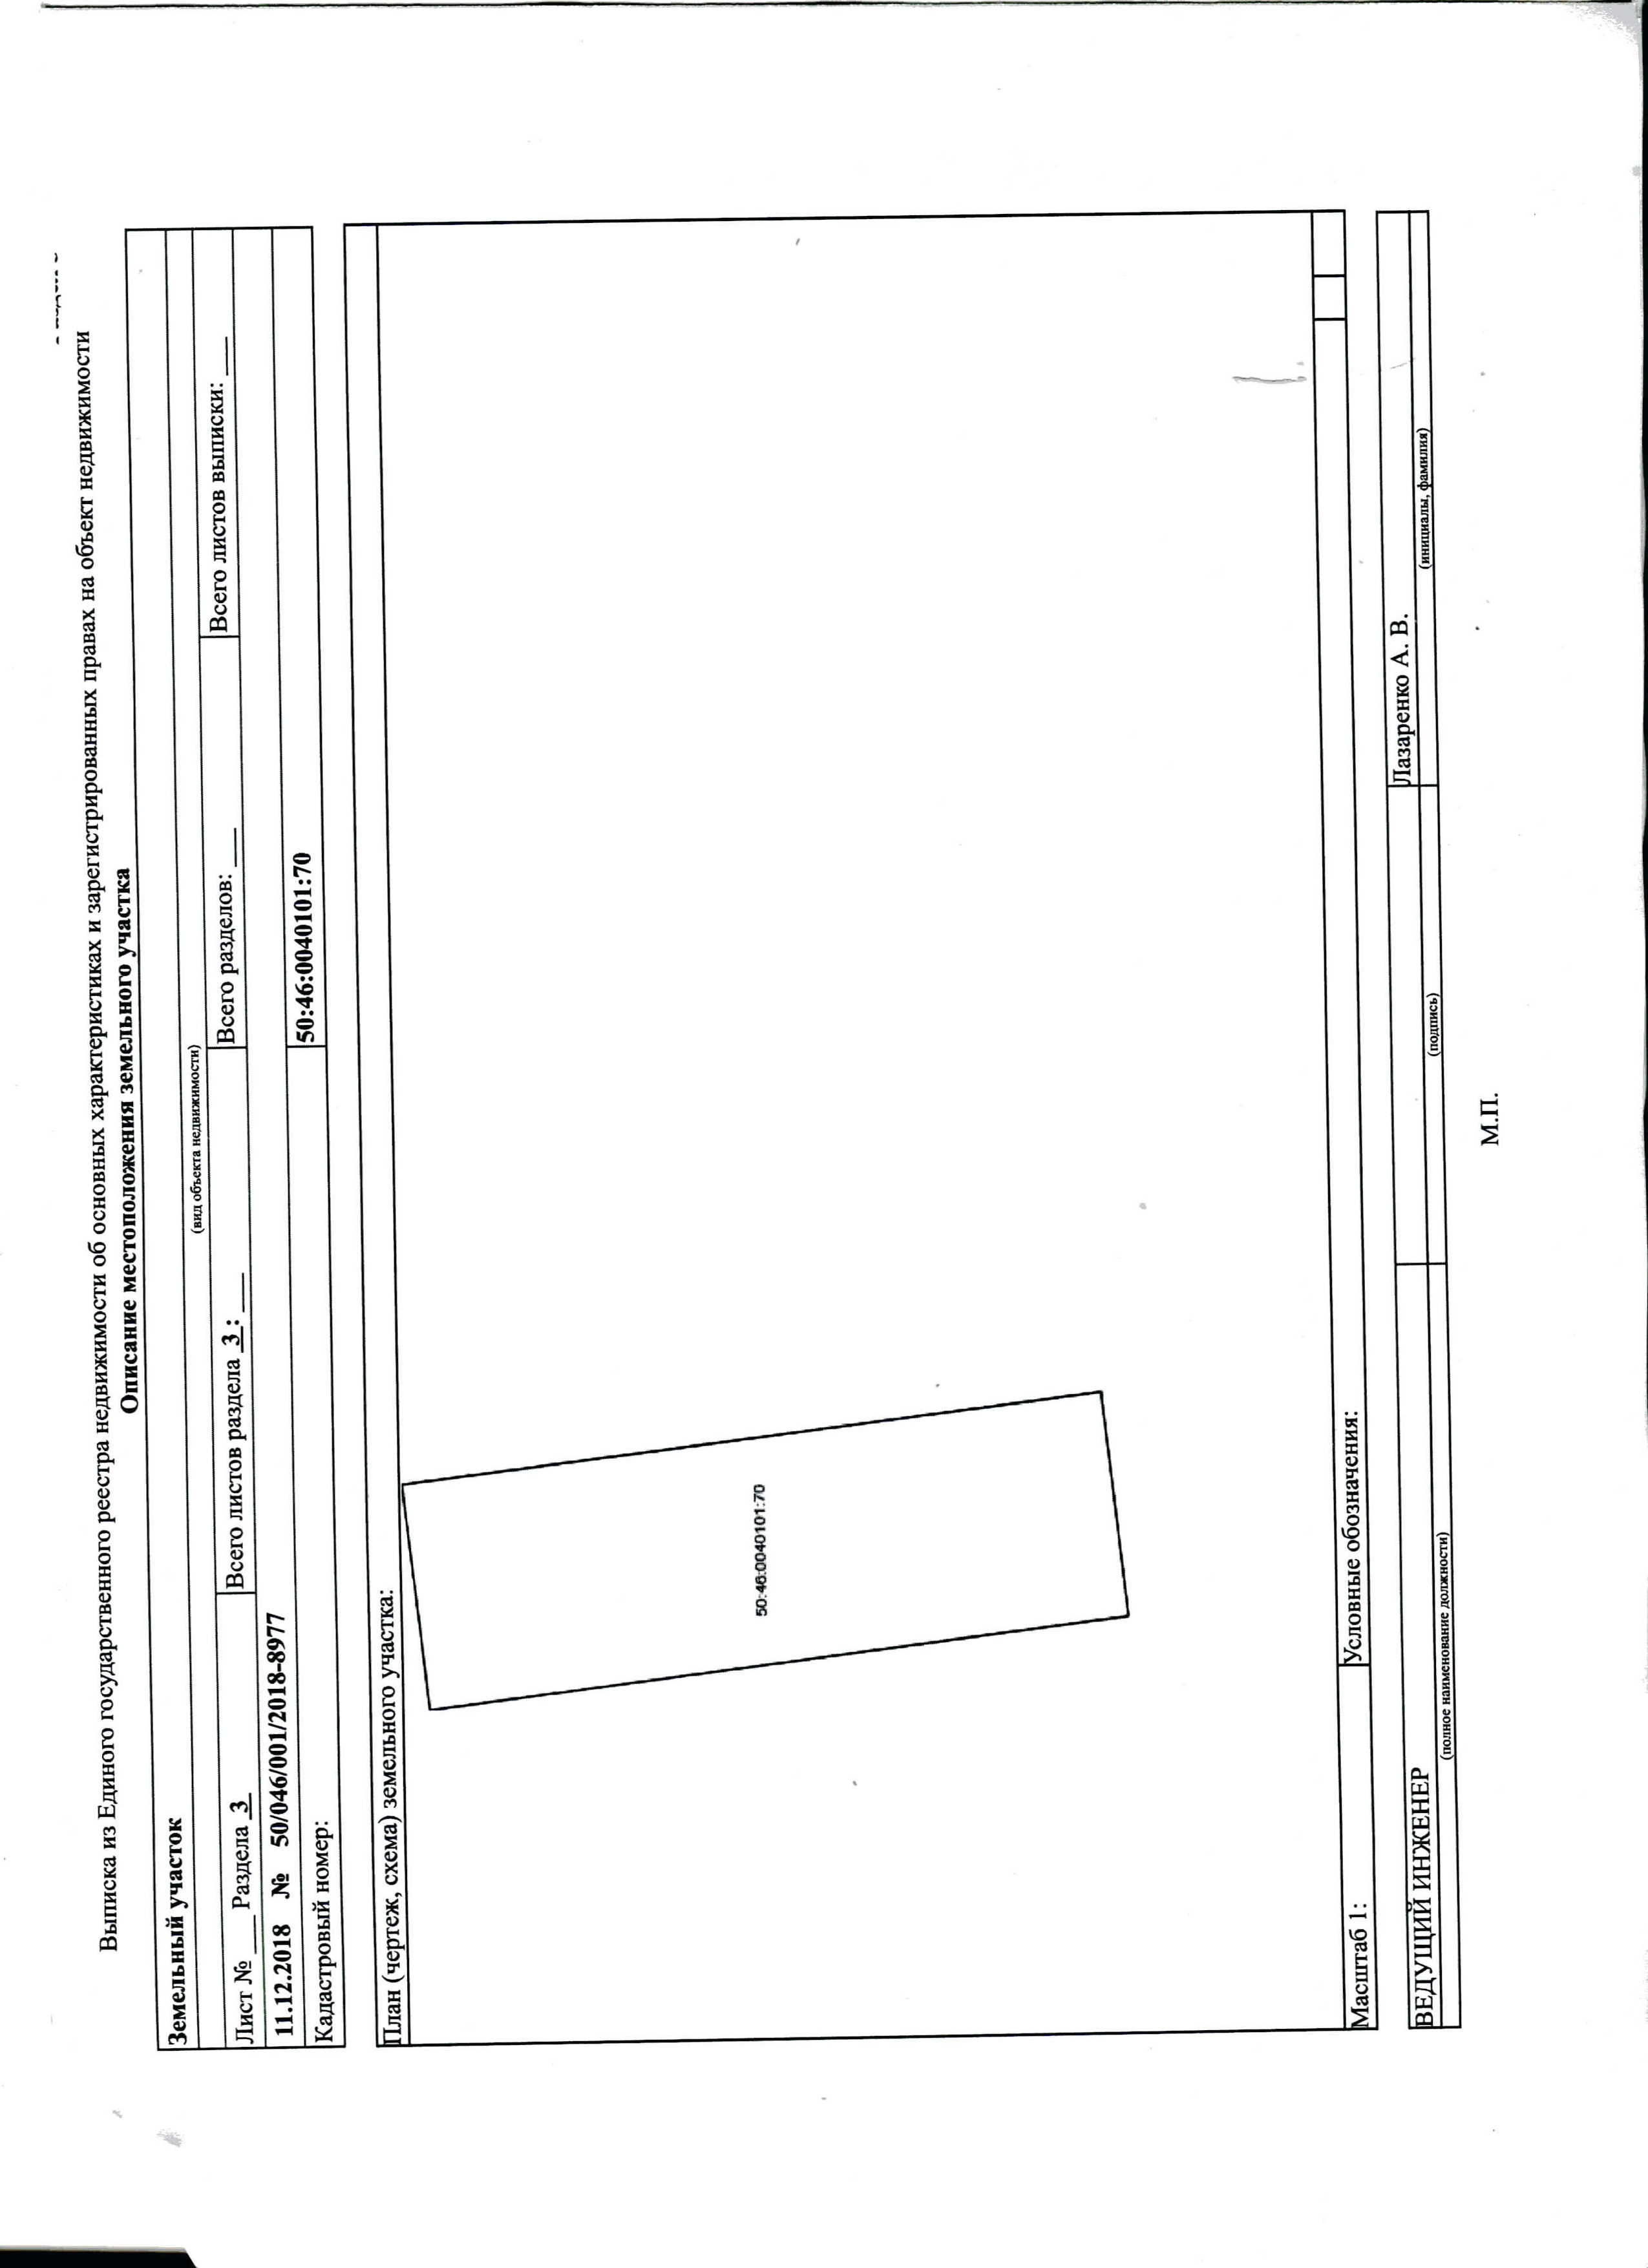 Выписка из Единого государственного реестра недвижимости об основных характеристиках и зарегистрированных правах на объект недвижимости
Описание местоположения земельного участка
Земельный участок
(вид объекта недвижимости)
Лист № ___ Раздела 3 Всего листов раздела 3 : ___ Всего разделов: ___ Всего листов выписки: ___
11.12.2018 № 50/046/001/2018-8977
Кадастровый номер: 50:46:0040101:70
План (чертеж, схема) земельного участка:
50:46:0040101:70
Масштаб 1: Условные обозначения:
ВЕДУЩИЙ ИНЖЕНЕР Лазаренко А. В.
(полное наименование должности) (подпись) (инициалы, фамилия)
М.П.